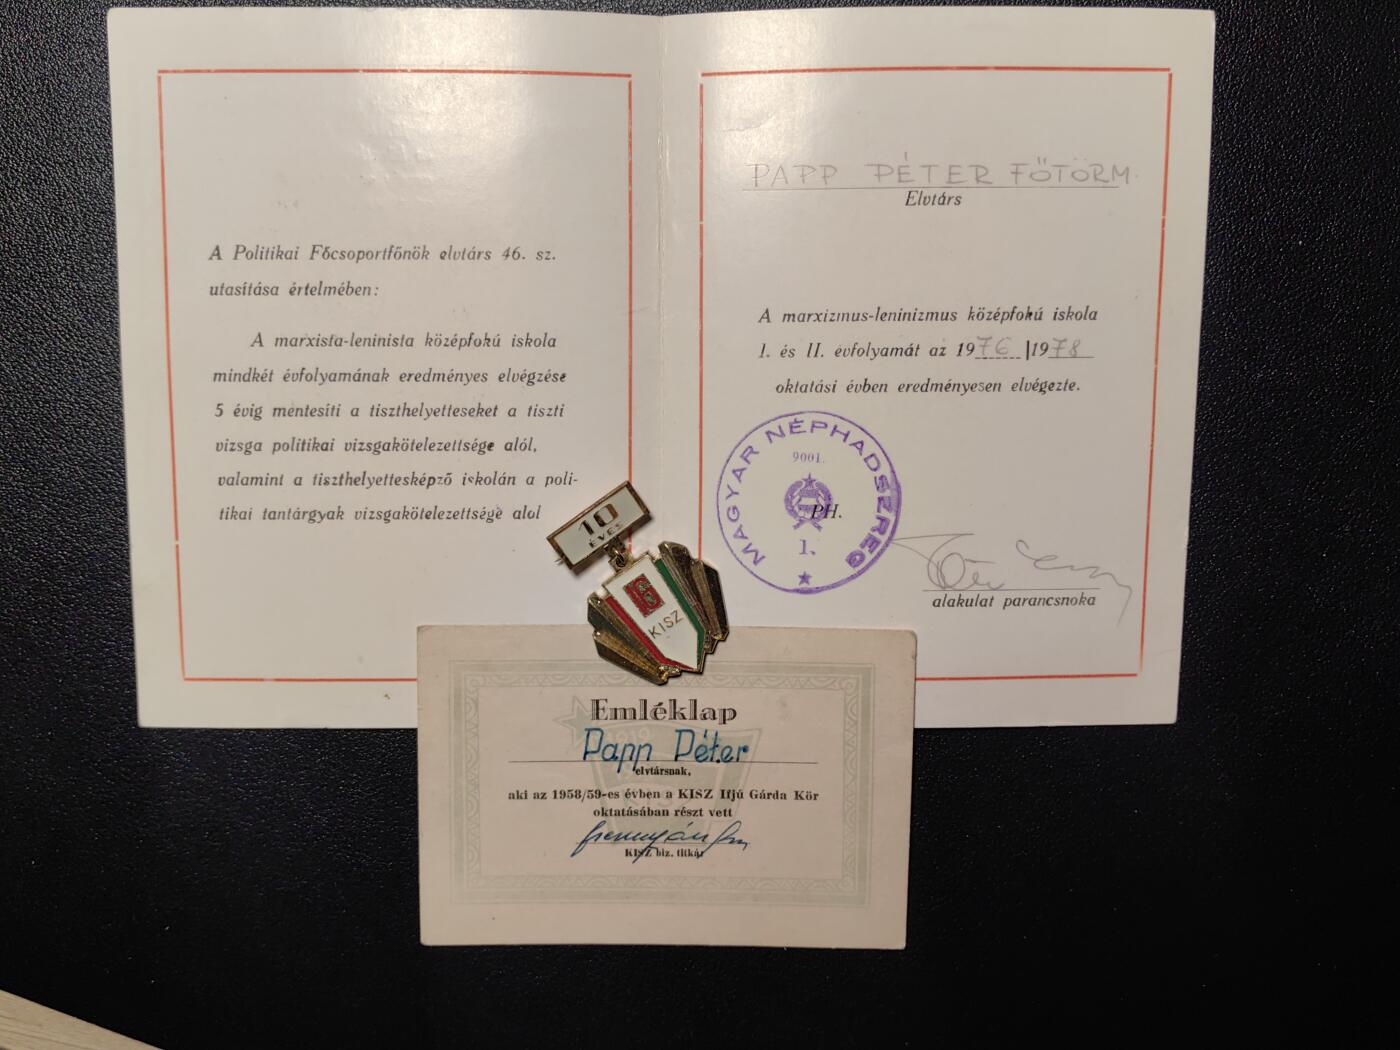 A Politikai Főcsoportfőnök elvtárs 46. sz.
utasítása értelmében:
A marxista-leninista középfokú iskola
mindkét évfolyamának eredményes elvégzése
5 évig mentesíti a tiszthelyetteseket a tiszti
vizsga politikai vizsgakötelezettsége alól,
valamint a tiszthelyettesképző iskolán a poli-
tikai tantárgyak vizsgakötelezettsége alol
PAPP PÉTER FŐTÖRM.
Elvtárs
A marxizmus-leninizmus középfokú iskola
I. és II. évfolyamát az 1976 1978
oktatási évben eredményesen elvégezte.
MAGYAR NÉPHADSEREG
9001.
PH.
1.
alakulat parancsnoka
10
ÉVES
KISZ
Emléklap
1919
Papp Péter
elvtársnak,
aki az 1958/59-es évben a KISZ Ifjú Gárda Kör
oktatásában részt vett
KISZ
KISZ biz. titkár